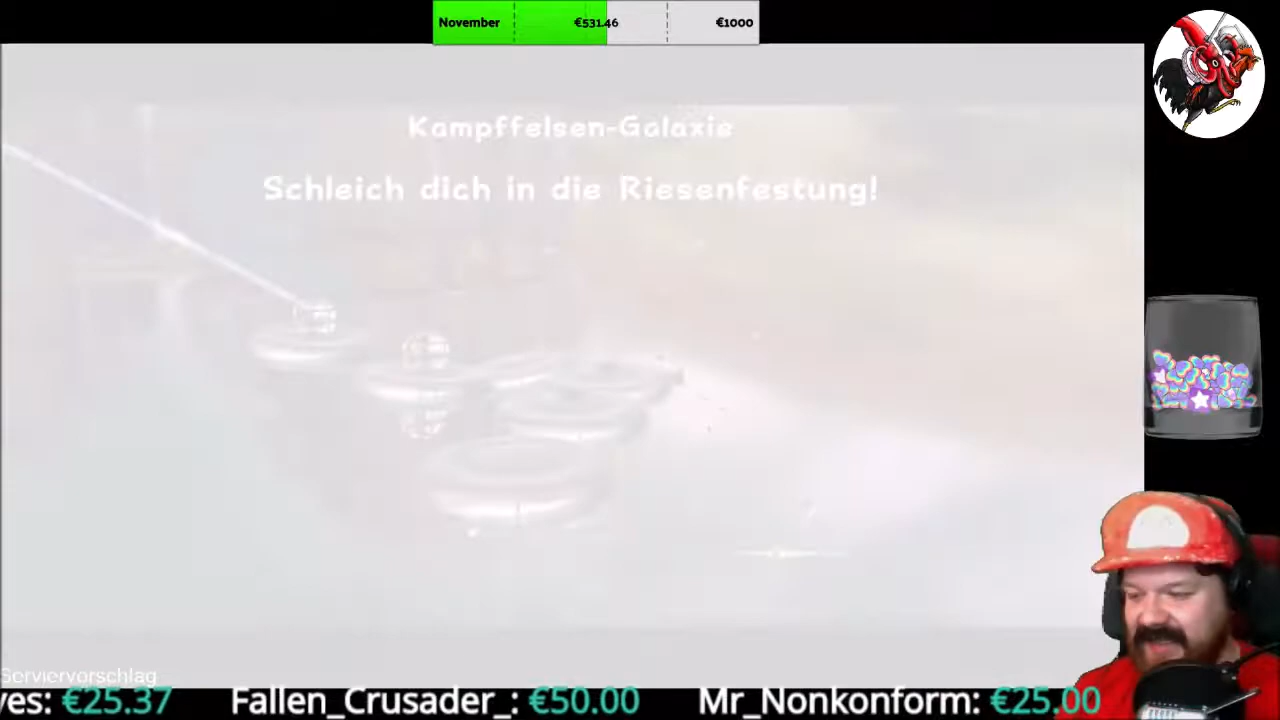 November €531.46 €1000
Kampffelsen-Galaxie
Schleich dich in die Riesenfestung!
Serviervorschlag
yes: €25.37 Fallen_Crusader_: €50.00 Mr_Nonkonform: €25.00